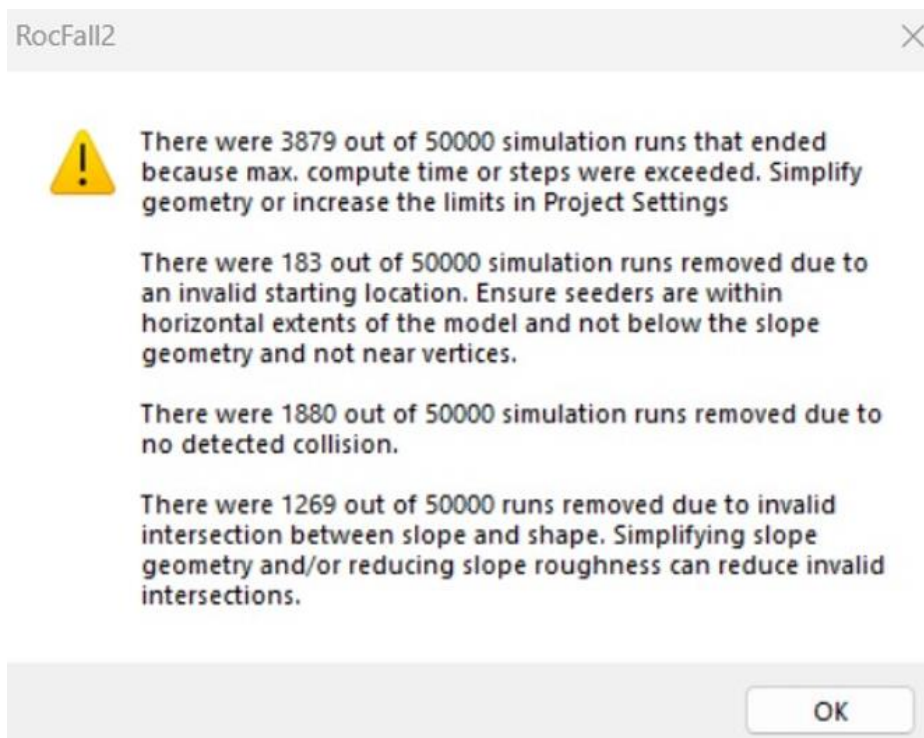 RocFall2
There were 3879 out of 50000 simulation runs that ended
because max. compute time or steps were exceeded. Simplify
geometry or increase the limits in Project Settings
There were 183 out of 50000 simulation runs removed due to
an invalid starting location. Ensure seeders are within
horizontal extents of the model and not below the slope
geometry and not near vertices.
There were 1880 out of 50000 simulation runs removed due to
no detected collision.
There were 1269 out of 50000 runs removed due to invalid
intersection between slope and shape. Simplifying slope
geometry and/or reducing slope roughness can reduce invalid
intersections.
OK